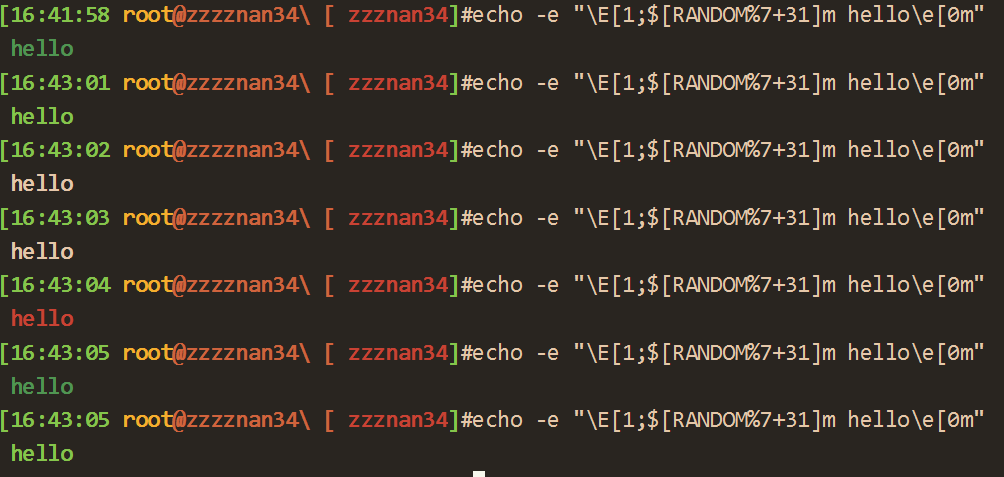 [16:41:58 root@zzzznan34\ [ zzznan34]#echo -e "\E[1;$[RANDOM%7+31]m hello\e[0m"
hello
[16:43:01 root@zzzznan34\ [ zzznan34]#echo -e "\E[1;$[RANDOM%7+31]m hello\e[0m"
hello
[16:43:02 root@zzzznan34\ [ zzznan34]#echo -e "\E[1;$[RANDOM%7+31]m hello\e[0m"
hello
[16:43:03 root@zzzznan34\ [ zzznan34]#echo -e "\E[1;$[RANDOM%7+31]m hello\e[0m"
hello
[16:43:04 root@zzzznan34\ [ zzznan34]#echo -e "\E[1;$[RANDOM%7+31]m hello\e[0m"
hello
[16:43:05 root@zzzznan34\ [ zzznan34]#echo -e "\E[1;$[RANDOM%7+31]m hello\e[0m"
hello
[16:43:05 root@zzzznan34\ [ zzznan34]#echo -e "\E[1;$[RANDOM%7+31]m hello\e[0m"
hello